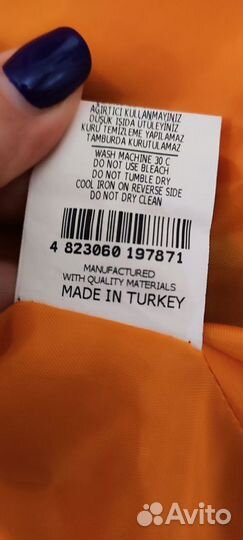 AĞIRTICI KULLANMAYINIZ
DÜŞÜK ISIDA ÜTÜLEYİNİZ
KURU TEMİZLEME YAPILAMAZ
TAMBURDA KURUTULAMAZ
WASH MACHINE 30 C
DO NOT USE BLEACH
DO NOT TUMBLE DRY
COOL IRON ON REVERSE SIDE
DO NOT DRY CLEAN
4 823060 197871
MANUFACTURED
WITH QUALITY MATERIALS
MADE IN TURKEY
Avito